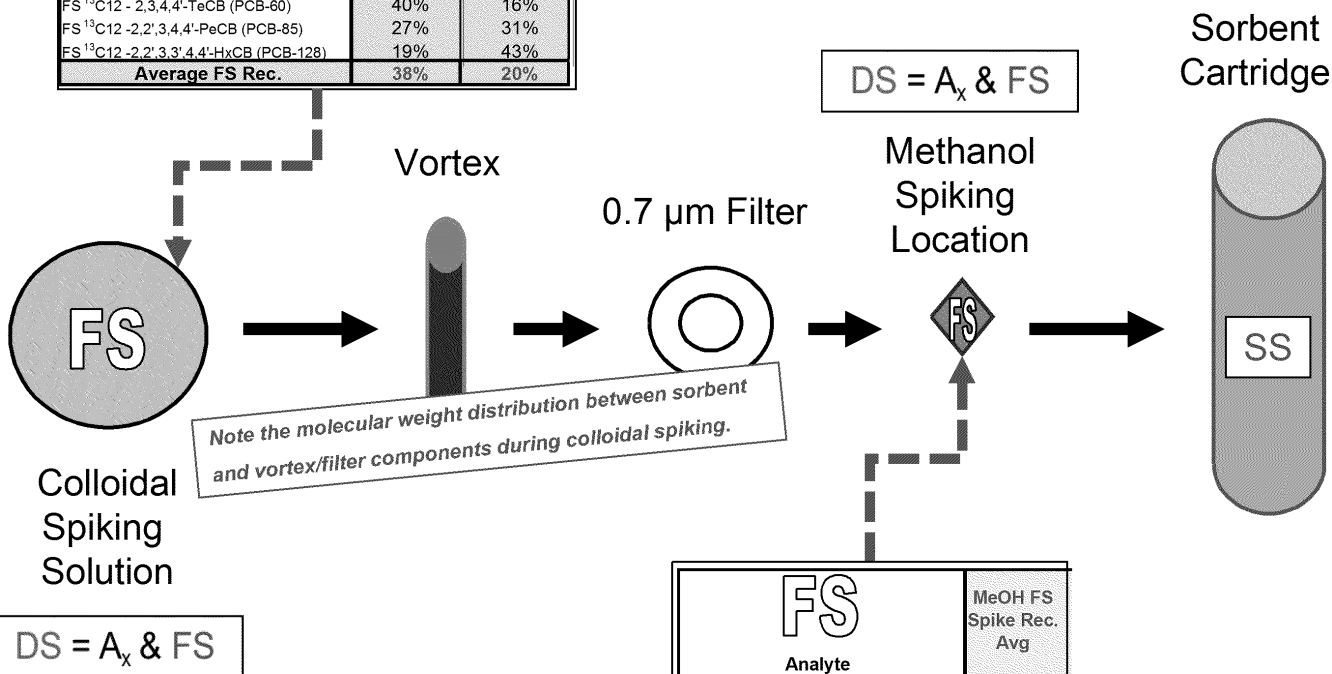 FS ¹³C12 - 2,3,4,4'-TeCB (PCB-60) 40% 16%
FS ¹³C12 -2,2',3,4,4'-PeCB (PCB-85) 27% 31%
FS ¹³C12 -2,2',3,3',4,4'-HxCB (PCB-128) 19% 43%
Average FS Rec. 38% 20%
Sorbent
Cartridge
DS = Aₓ & FS
Methanol
Spiking
Location
Vortex
0.7 µm Filter
FS
FS
SS
Note the molecular weight distribution between sorbent
and vortex/filter components during colloidal spiking.
Colloidal
Spiking
Solution
DS = Aₓ & FS
FS
Analyte
MeOH FS
Spike Rec.
Avg